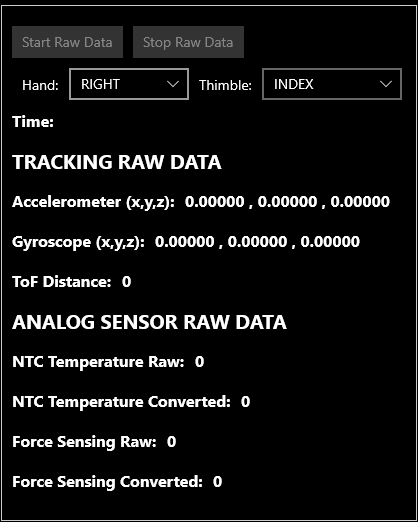 Start Raw Data Stop Raw Data
Hand: RIGHT Thimble: INDEX
Time:
TRACKING RAW DATA
Accelerometer (x,y,z): 0.00000 , 0.00000 , 0.00000
Gyroscope (x,y,z): 0.00000 , 0.00000 , 0.00000
ToF Distance: 0
ANALOG SENSOR RAW DATA
NTC Temperature Raw: 0
NTC Temperature Converted: 0
Force Sensing Raw: 0
Force Sensing Converted: 0